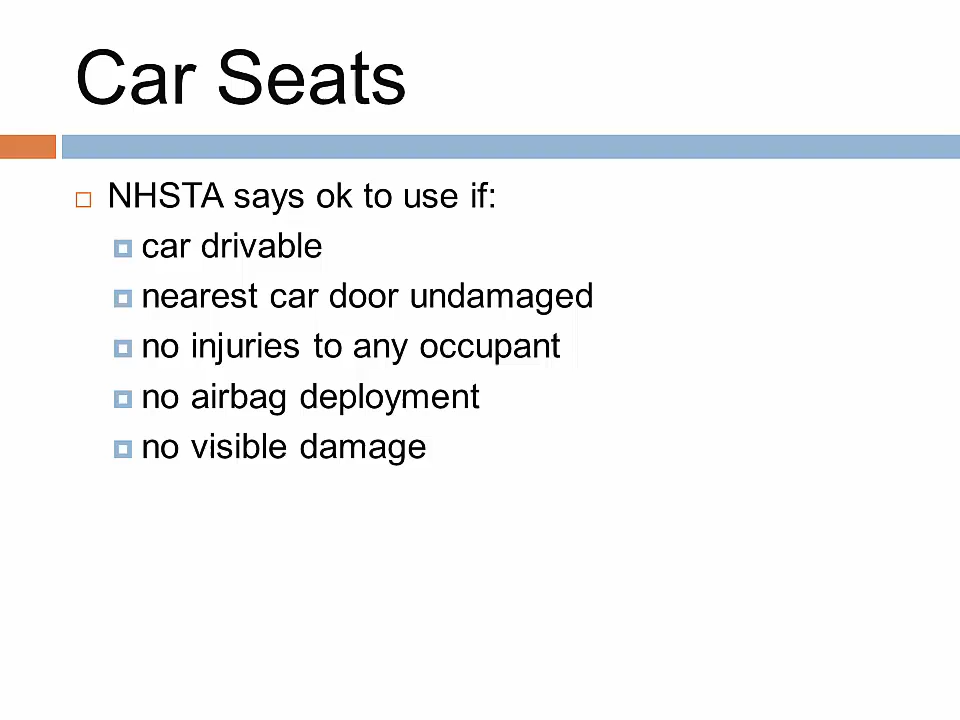 Car Seats
NHSTA says ok to use if:
car drivable
nearest car door undamaged
no injuries to any occupant
no airbag deployment
no visible damage